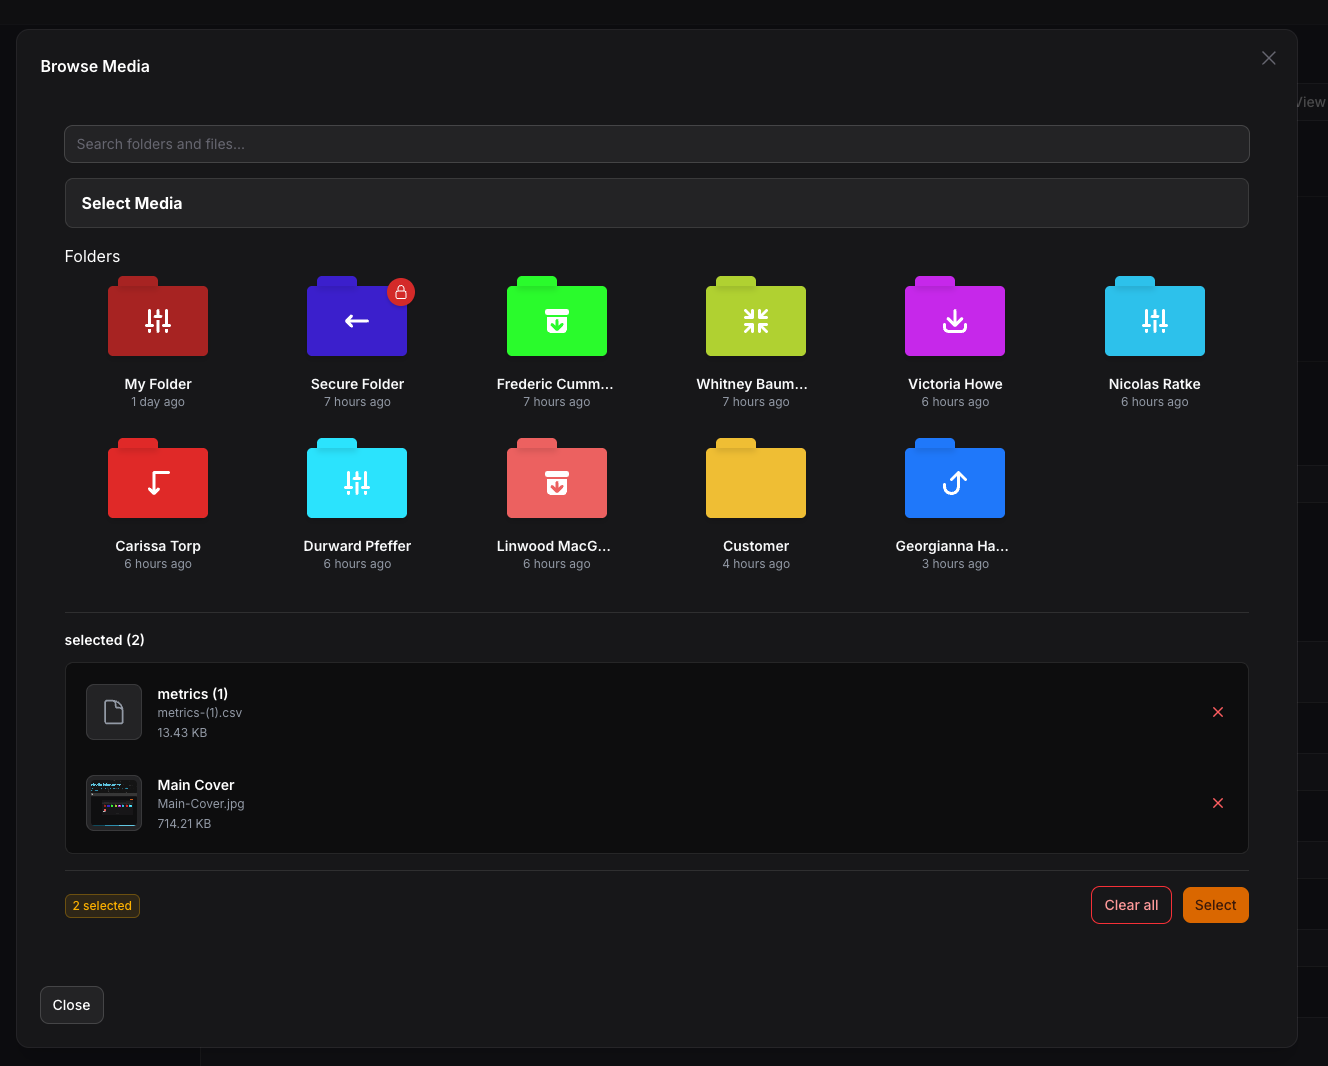 Browse Media
View
Search folders and files...
Select Media
Folders
My Folder
1 day ago
Secure Folder
7 hours ago
Frederic Cumm...
7 hours ago
Whitney Baum...
7 hours ago
Victoria Howe
6 hours ago
Nicolas Ratke
6 hours ago
Carissa Torp
6 hours ago
Durward Pfeffer
6 hours ago
Linwood MacG...
6 hours ago
Customer
4 hours ago
Georgianna Ha...
3 hours ago
selected (2)
metrics (1)
metrics-(1).csv
13.43 KB
Main Cover
Main-Cover.jpg
714.21 KB
2 selected
Clear all
Select
Close